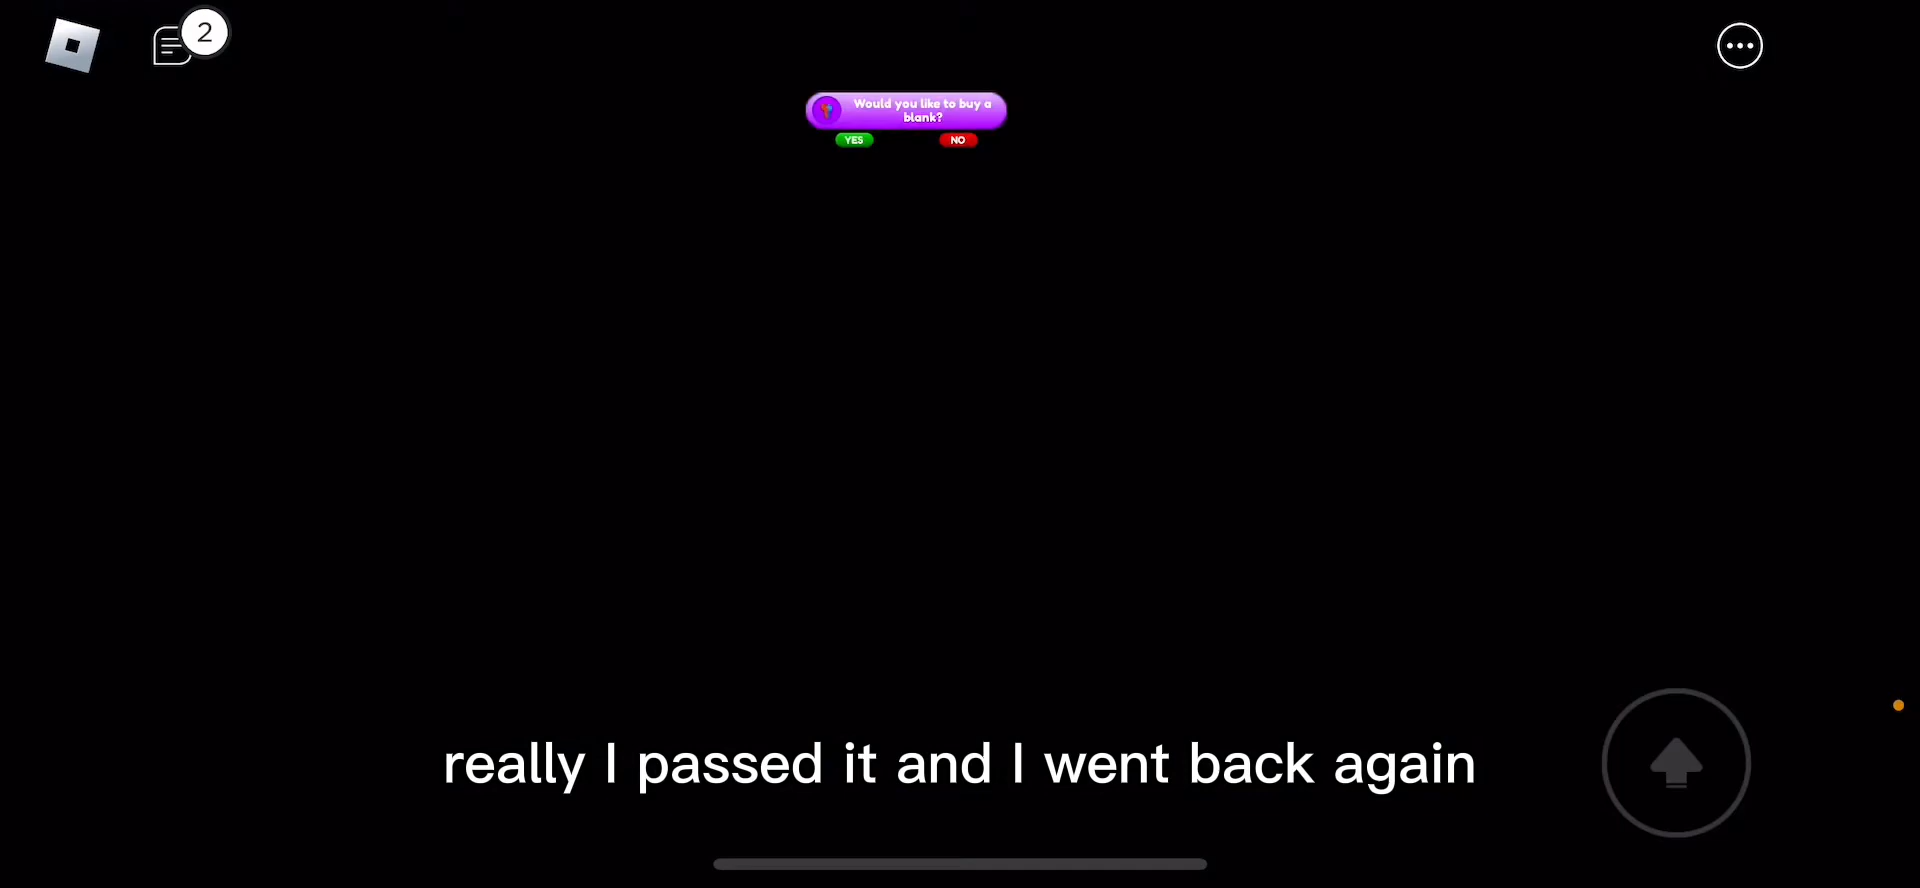 2
Would you like to buy a
blank?
YES
NO
really I passed it and I went back again